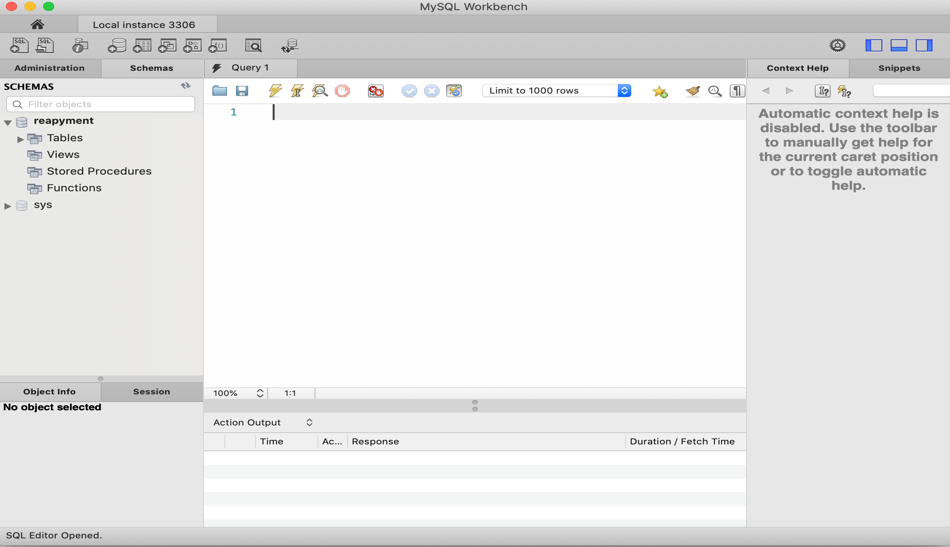 MySQL Workbench
Local instance 3306
Administration
Schemas
SCHEMAS
Filter objects
reapyment
Tables
Views
Stored Procedures
Functions
sys
Object Info
Session
No object selected
Query 1
Limit to 1000 rows
1
100%
1:1
Action Output
Time
Ac...
Response
Duration / Fetch Time
Context Help
Snippets
Automatic context help is
disabled. Use the toolbar
to manually get help for
the current caret position
or to toggle automatic
help.
SQL Editor Opened.